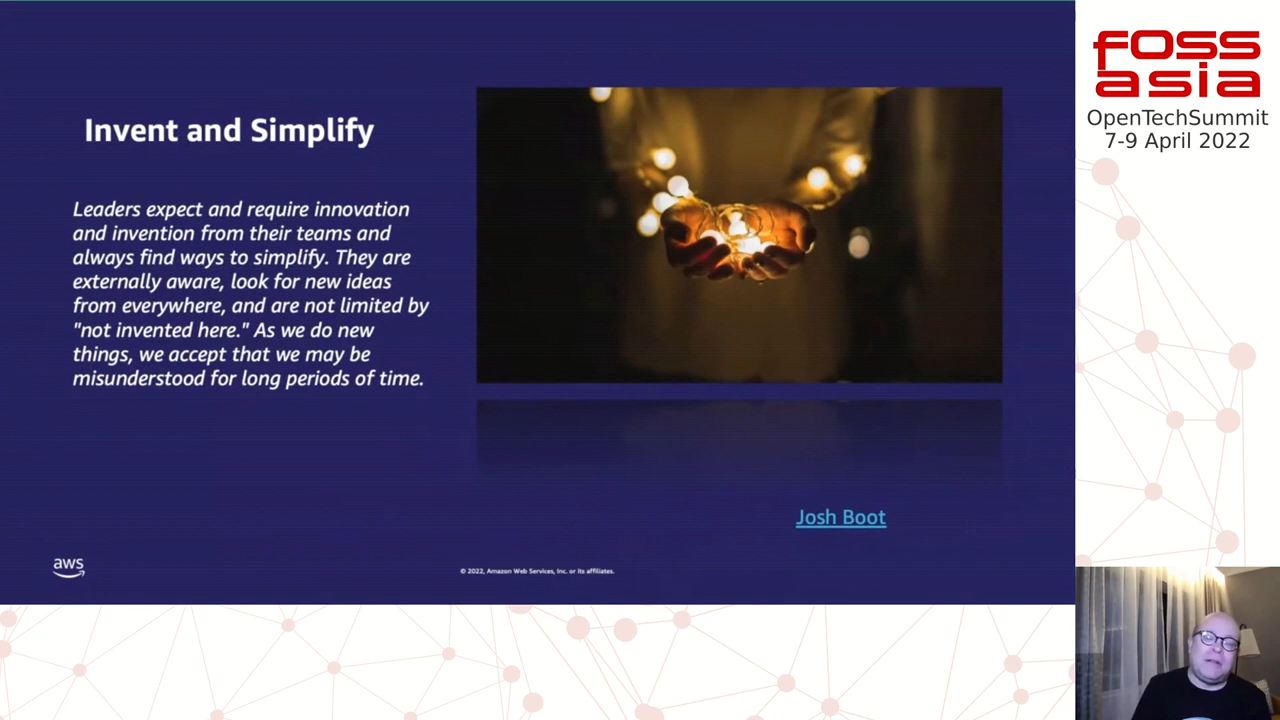 Invent and Simplify
Leaders expect and require innovation
and invention from their teams and
always find ways to simplify. They are
externally aware, look for new ideas
from everywhere, and are not limited by
"not invented here." As we do new
things, we accept that we may be
misunderstood for long periods of time.
Josh Boot
aws
© 2022, Amazon Web Services, Inc. or its affiliates.
fOSS
asia
OpenTechSummit
7-9 April 2022